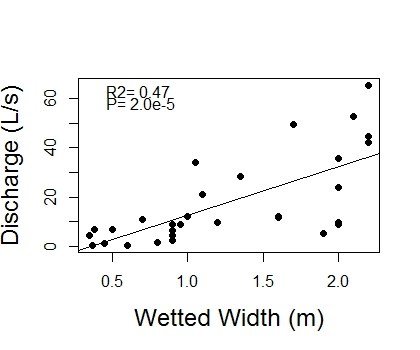 R2= 0.47
P= 2.0e-5
Discharge (L/s)
60
40
20
0
0.5 1.0 1.5 2.0
Wetted Width (m)